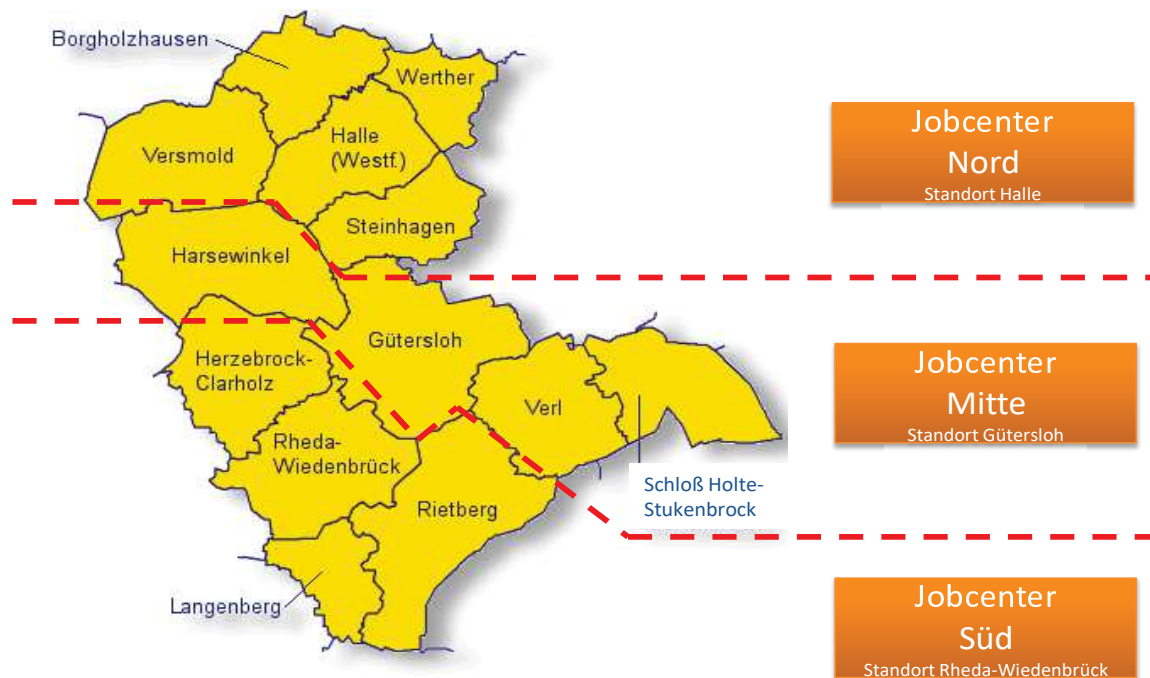 Borgholzhausen
Werther
Versmold
Halle
(Westf.)
Steinhagen
Harsewinkel
Gütersloh
Herzebrock-
Clarholz
Verl
Rheda-
Wiedenbrück
Rietberg
Schloß Holte-
Stukenbrock
Langenberg
Jobcenter
Nord
Standort Halle
Jobcenter
Mitte
Standort Gütersloh
Jobcenter
Süd
Standort Rheda-Wiedenbrück